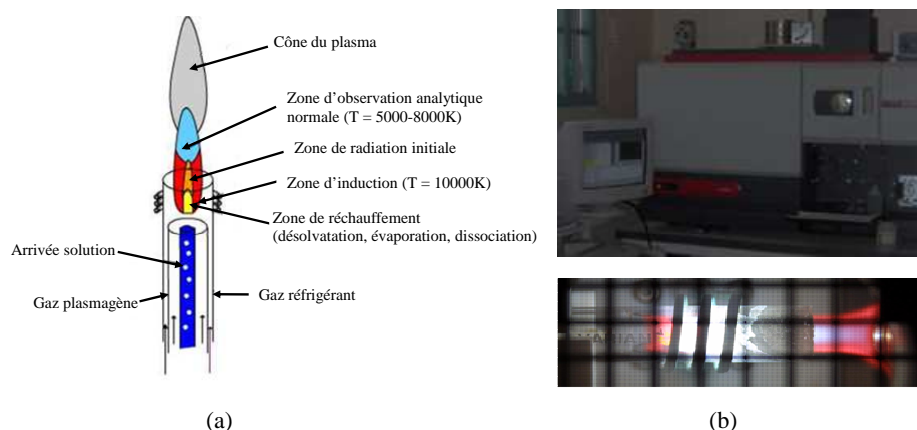 Cône du plasma
Zone d'observation analytique
normale (T = 5000-8000K)
Zone de radiation initiale
Zone d'induction (T = 10000K)
Zone de réchauffement
(désolvatation, évaporation, dissociation)
Arrivée solution
Gaz plasmagène
Gaz réfrigérant
(a)
(b)